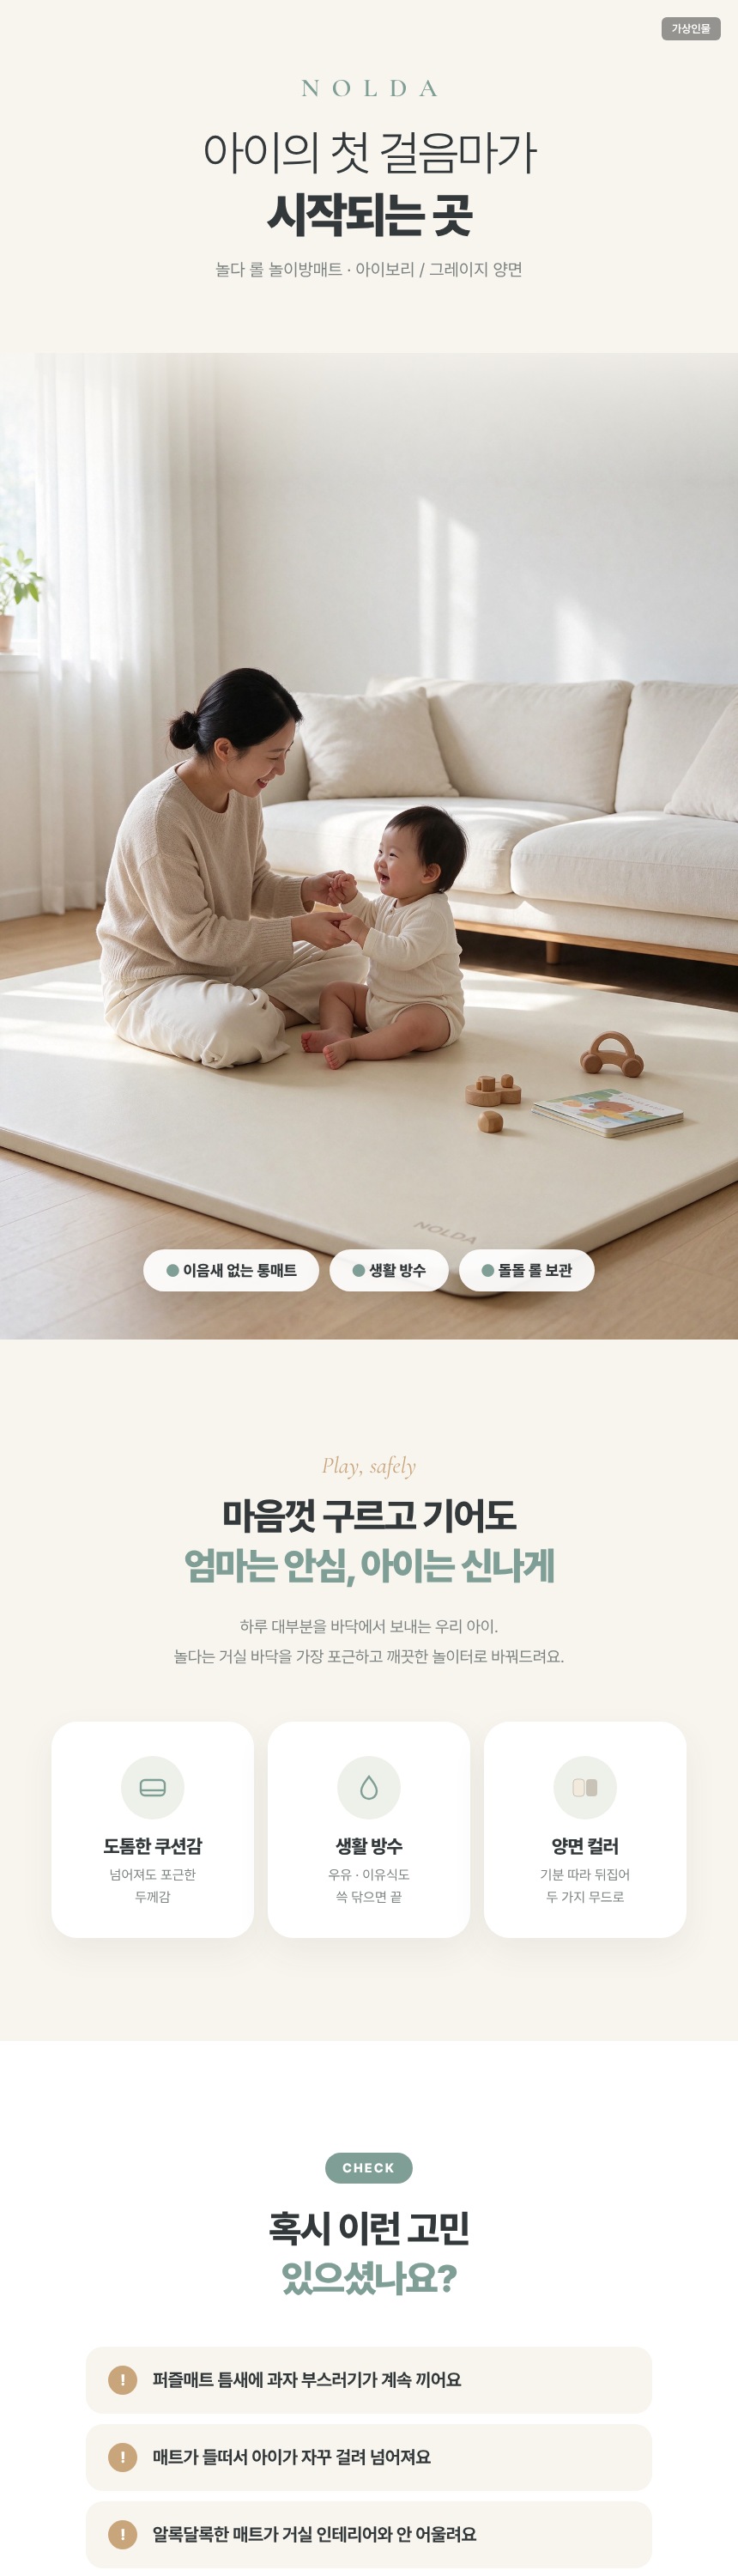 가상인물
NOLDA
아이의 첫 걸음마가
시작되는 곳
놀다 롤 놀이방매트 · 아이보리 / 그레이지 양면
NOLDA
이음새 없는 통매트
생활 방수
돌돌 롤 보관
Play, safely
마음껏 구르고 기어도
엄마는 안심, 아이는 신나게
하루 대부분을 바닥에서 보내는 우리 아이.
놀다는 거실 바닥을 가장 포근하고 깨끗한 놀이터로 바꿔드려요.
도톰한 쿠션감
넘어져도 포근한
두께감
생활 방수
우유 · 이유식도
쓱 닦으면 끝
양면 컬러
기분 따라 뒤집어
두 가지 무드로
CHECK
혹시 이런 고민
있으셨나요?
! 퍼즐매트 틈새에 과자 부스러기가 계속 끼어요
! 매트가 들떠서 아이가 자꾸 걸려 넘어져요
! 알록달록한 매트가 거실 인테리어와 안 어울려요